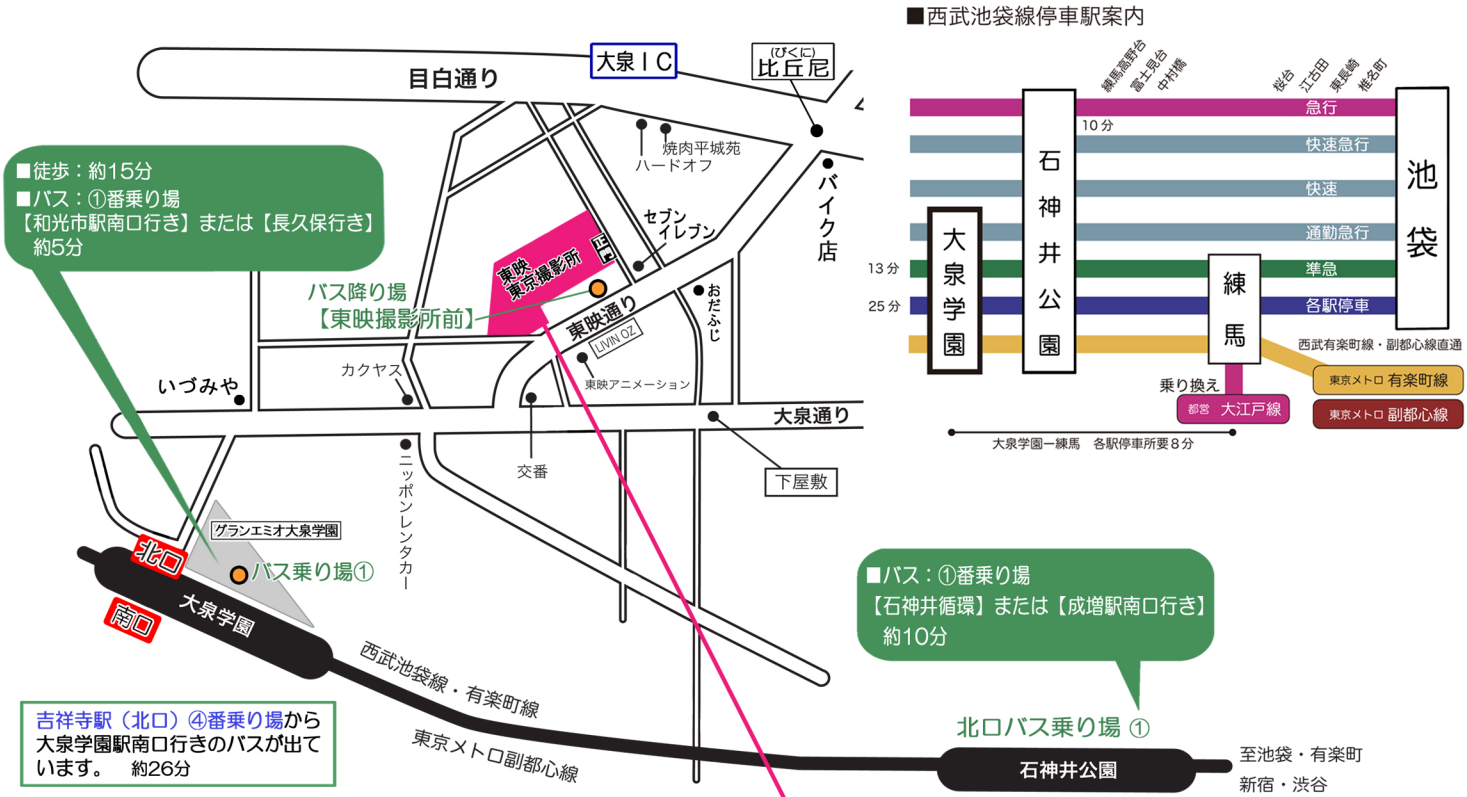 ■西武池袋線停車駅案内
大泉IC
(びくに)
比丘尼
目白通り
練馬高野台
富士見台
中村橋
桜台
江古田
東長崎
椎名町
急行
10分
快速急行
快速
通勤急行
13分
準急
25分
各駅停車
大泉学園
石神井公園
練馬
池袋
西武有楽町線・副都心線直通
乗り換え
東京メトロ 有楽町線
都営 大江戸線
東京メトロ 副都心線
大泉学園ー練馬 各駅停車所要8分
■徒歩：約15分
■バス：①番乗り場
【和光市駅南口行き】または【長久保行き】
約5分
焼肉平城苑
ハードオフ
バイク店
セブン
イレブン
正門
東映
東京撮影所
バス降り場
【東映撮影所前】
東映通り
LIVIN OZ
おだふじ
カクヤス
東映アニメーション
いづみや
大泉通り
交番
下屋敷
ニッポンレンタカー
グランエミオ大泉学園
北口
バス乗り場①
南口
大泉学園
■バス：①番乗り場
【石神井循環】または【成増駅南口行き】
約10分
西武池袋線・有楽町線
東京メトロ副都心線
北口バス乗り場 ①
石神井公園
至池袋・有楽町
新宿・渋谷
吉祥寺駅（北口）④番乗り場から
大泉学園駅南口行きのバスが出て
います。 約26分